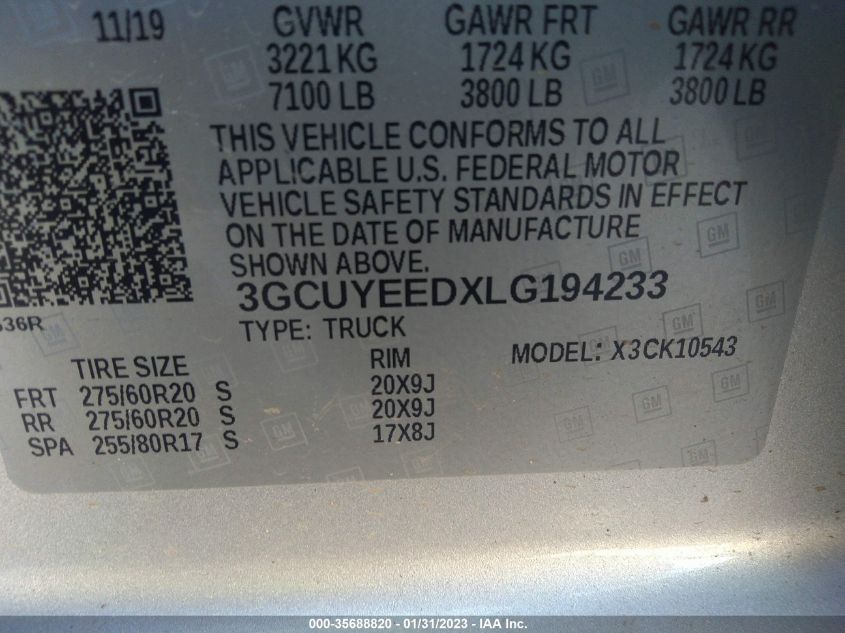 11/19 GVWR GAWR FRT GAWR RR
3221 KG 1724 KG 1724 KG
7100 LB 3800 LB 3800 LB
THIS VEHICLE CONFORMS TO ALL
APPLICABLE U.S. FEDERAL MOTOR
VEHICLE SAFETY STANDARDS IN EFFECT
ON THE DATE OF MANUFACTURE
SHOWN ABOVE.
3GCUYEEDXLG194233
36R
TYPE: TRUCK
MODEL: X3CK10543
TIRE SIZE RIM
FRT 275/60R20 S 20X9J
RR 275/60R20 S 20X9J
SPA 255/80R17 S 17X8J
GM
000-35688820 - 01/31/2023 - IAA Inc.